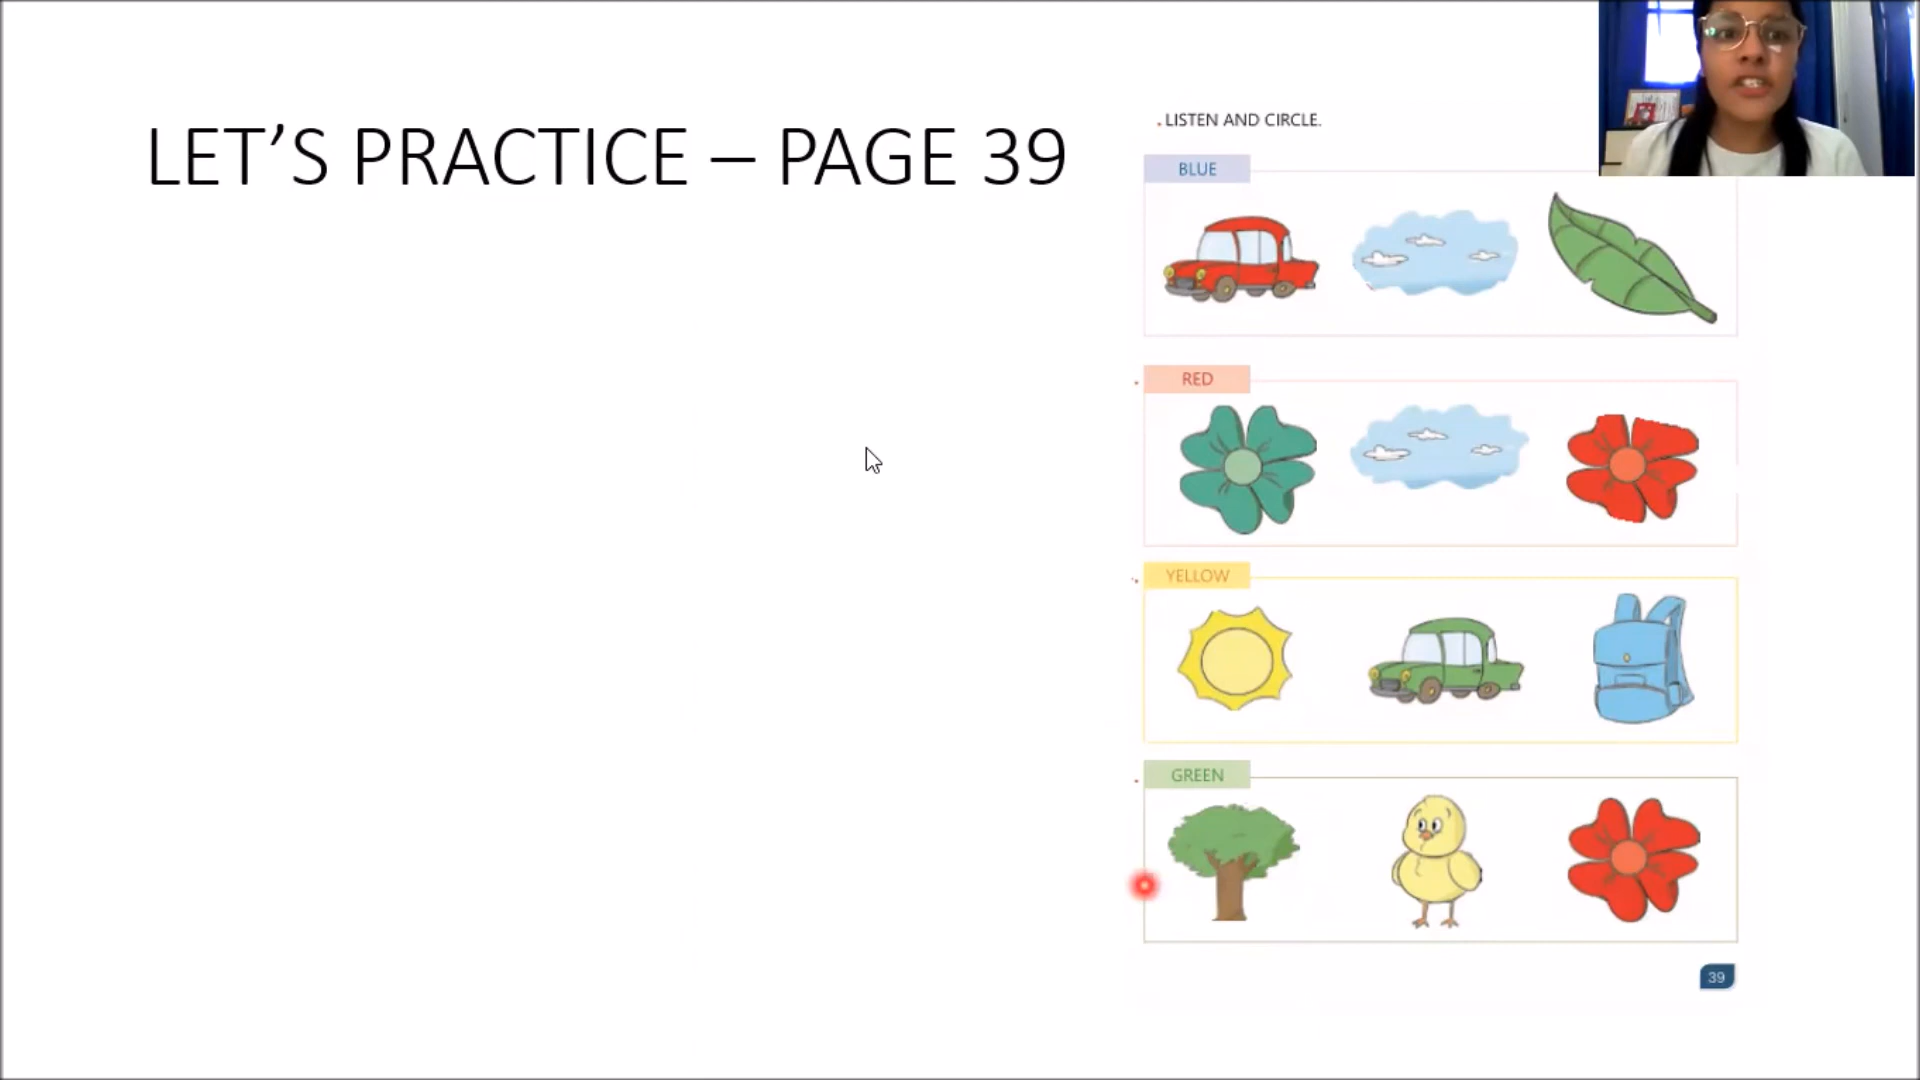 LET’S PRACTICE – PAGE 39
LISTEN AND CIRCLE.
BLUE
RED
YELLOW
GREEN
39